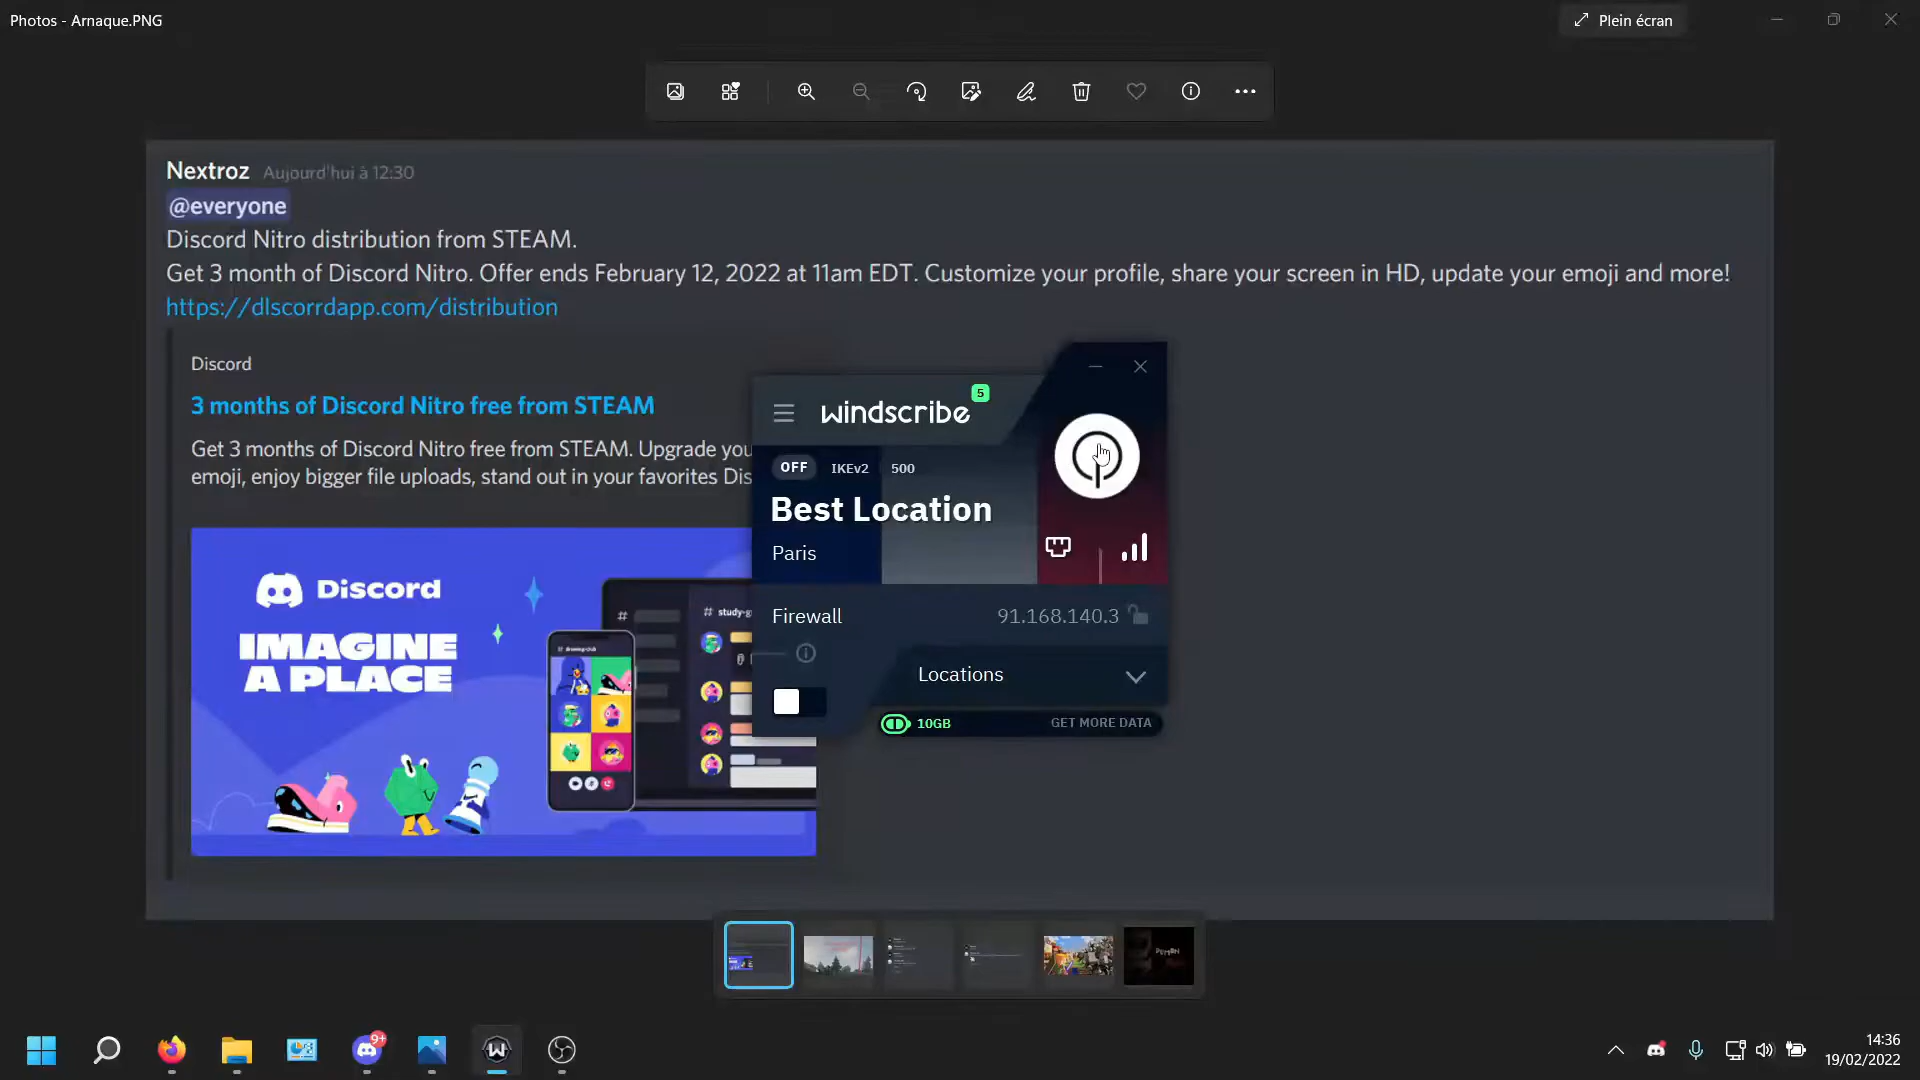 Photos - Arnaque.PNG
Plein écran
Nextroz Aujourd'hui à 12:30
@everyone
Discord Nitro distribution from STEAM.
Get 3 month of Discord Nitro. Offer ends February 12, 2022 at 11am EDT. Customize your profile, share your screen in HD, update your emoji and more!
https://dlscorrdapp.com/distribution
Discord
3 months of Discord Nitro free from STEAM
Get 3 months of Discord Nitro free from STEAM. Upgrade you
emoji, enjoy bigger file uploads, stand out in your favorites Dis
Discord
IMAGINE
A PLACE
# study-g
windscribe
5
OFF IKEv2 500
Best Location
Paris
Firewall
91.168.140.3
Locations
10GB
GET MORE DATA
9+
14:36
19/02/2022